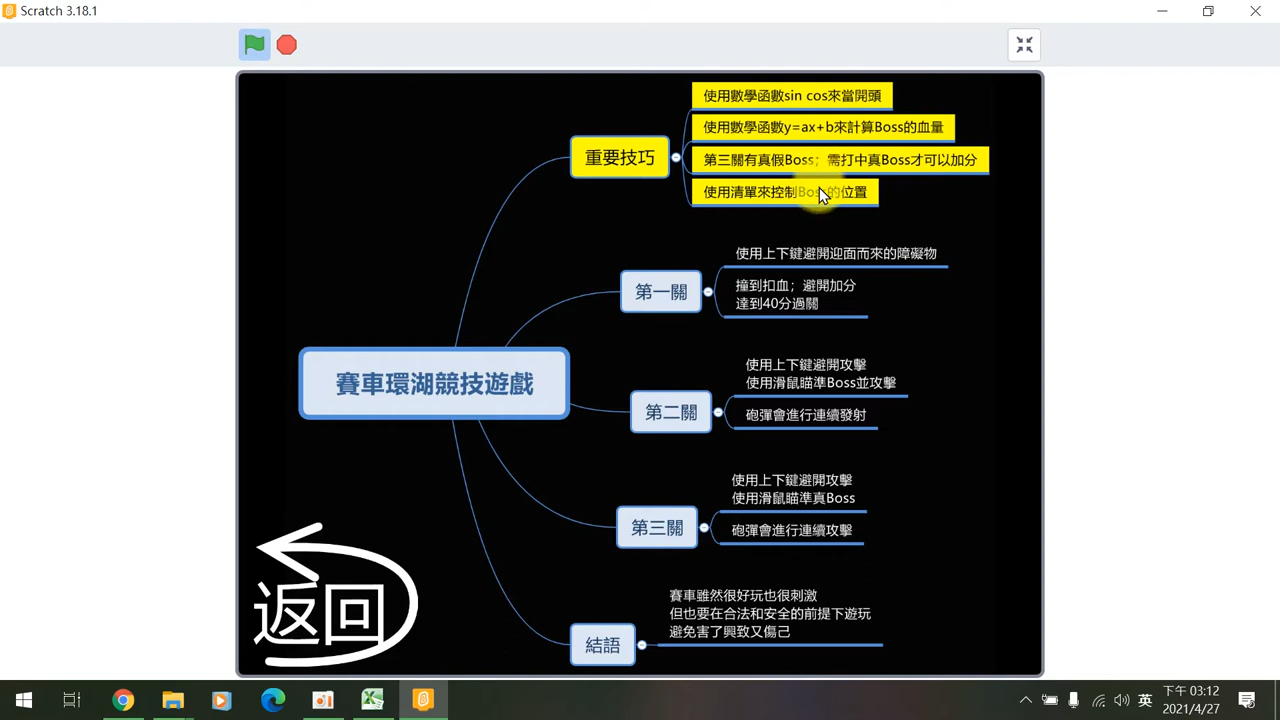 Scratch 3.18.1
使用數學函數sin cos來當開頭
使用數學函數y=ax+b來計算Boss的血量
重要技巧
第三關有真假Boss；需打中真Boss才可以加分
使用清單來控制Boss的位置
使用上下鍵避開迎面而來的障礙物
第一關
撞到扣血；避開加分
達到40分過關
賽車環湖競技遊戲
使用上下鍵避開攻擊
使用滑鼠瞄準Boss並攻擊
第二關
砲彈會進行連續發射
使用上下鍵避開攻擊
使用滑鼠瞄準真Boss
第三關
砲彈會進行連續攻擊
返回
賽車雖然很好玩也很刺激
但也要在合法和安全的前提下遊玩
避免害了興致又傷己
結語
英
下午 03:12
2021/4/27